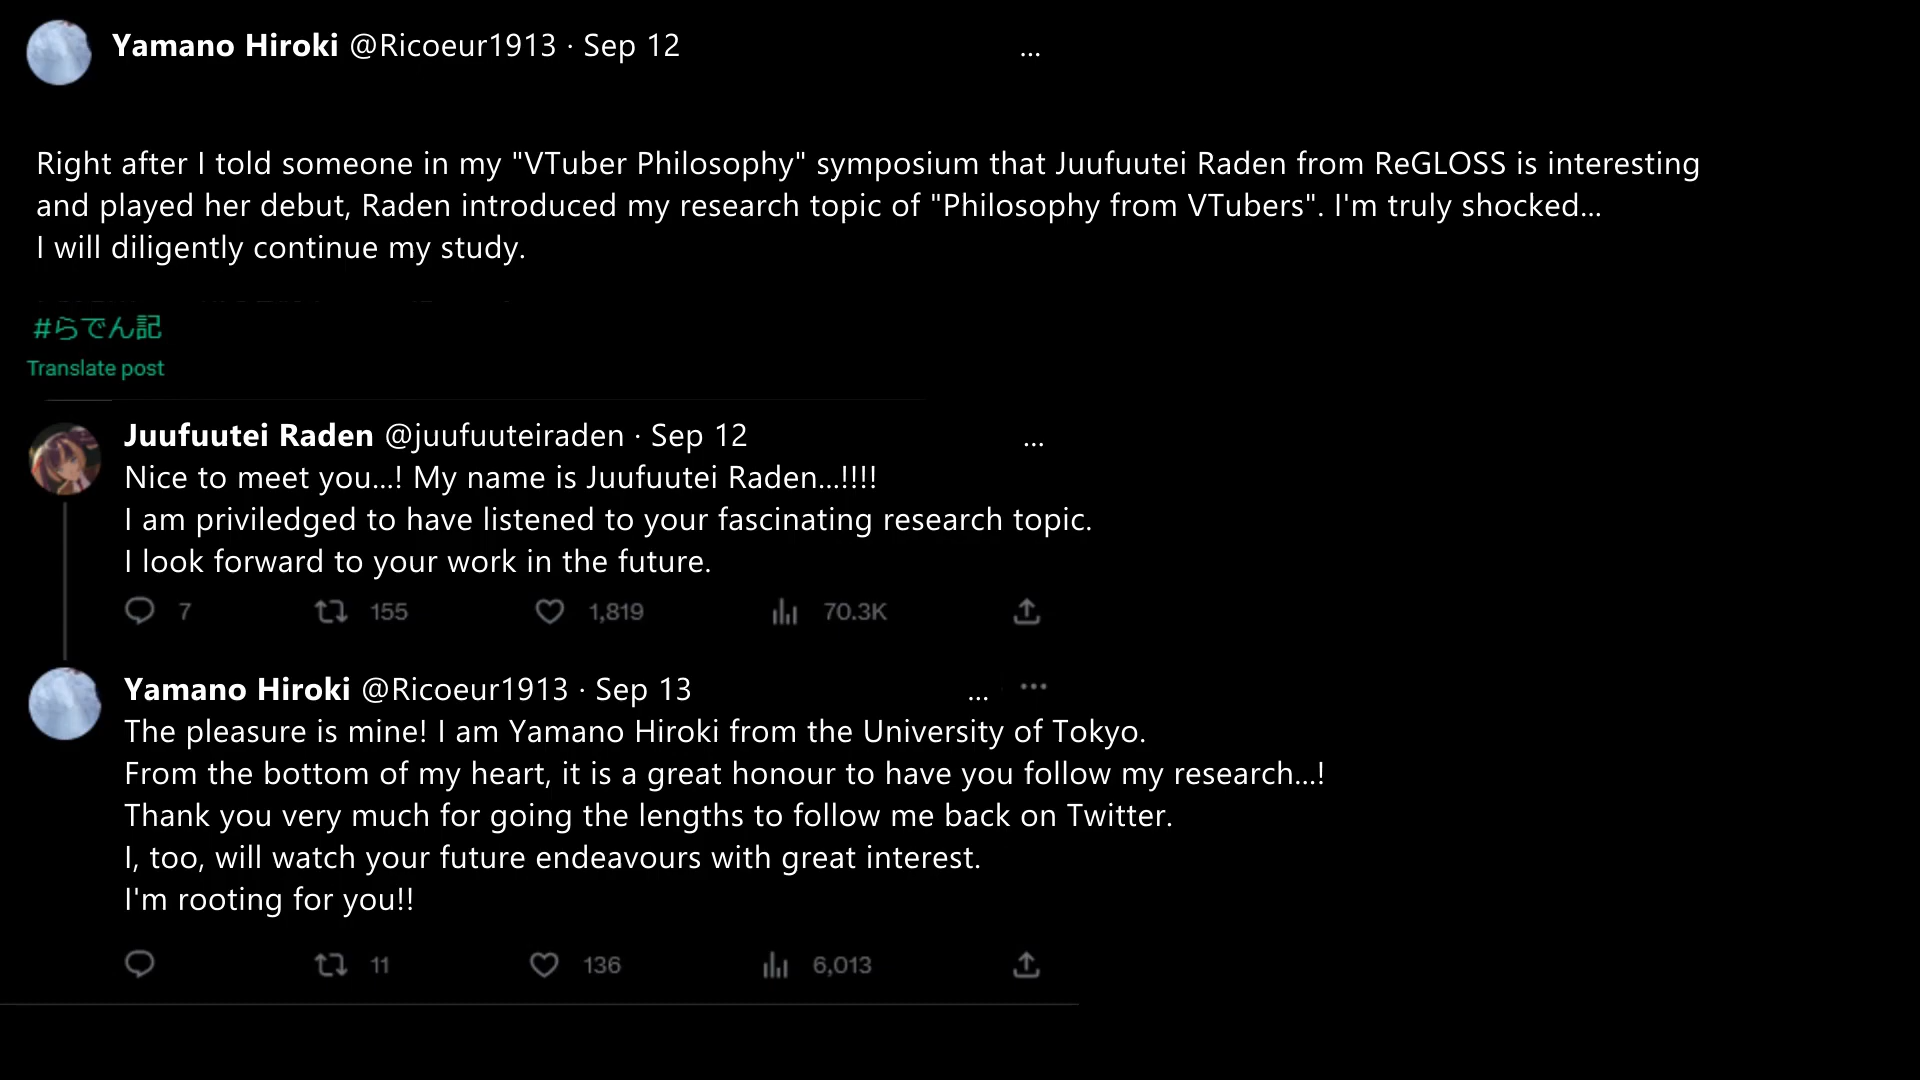 Yamano Hiroki @Ricoeur1913 · Sep 12 ...
Right after I told someone in my "VTuber Philosophy" symposium that Juufuutei Raden from ReGLOSS is interesting
and played her debut, Raden introduced my research topic of "Philosophy from VTubers". I'm truly shocked...
I will diligently continue my study.
#らでん記
Translate post
Juufuutei Raden @juufuuteiraden · Sep 12 ...
Nice to meet you...! My name is Juufuutei Raden...!!!!
I am priviledged to have listened to your fascinating research topic.
I look forward to your work in the future.
7 155 1,819 70.3K
Yamano Hiroki @Ricoeur1913 · Sep 13 ... ...
The pleasure is mine! I am Yamano Hiroki from the University of Tokyo.
From the bottom of my heart, it is a great honour to have you follow my research...!
Thank you very much for going the lengths to follow me back on Twitter.
I, too, will watch your future endeavours with great interest.
I'm rooting for you!!
11 136 6,013